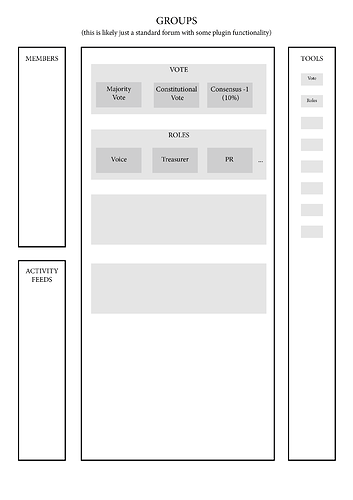 GROUPS
(this is likely just a standard forum with some plugin functionality)
MEMBERS
ACTIVITY
FEEDS
VOTE
Majority
Vote
Constitutional
Vote
Consensus -1
(10%)
ROLES
Voice
Treasurer
PR
...
TOOLS
Vote
Roles